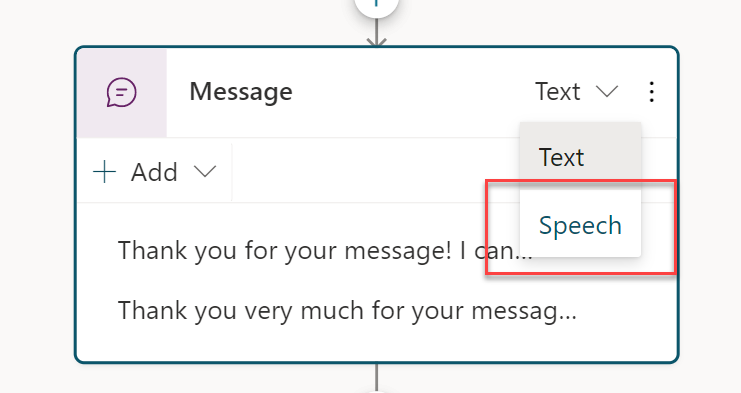 Message
Text
Text
Add
Speech
Thank you for your message! I can...
Thank you very much for your messag...